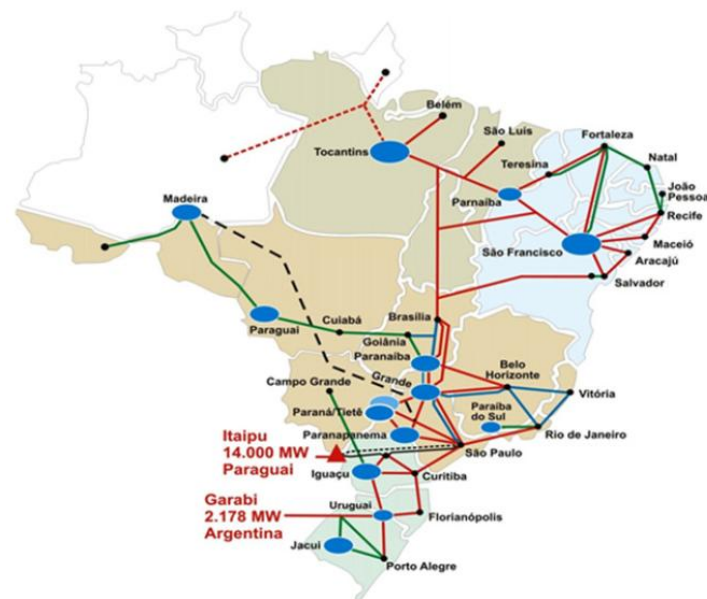 Belém
São Luís
Tocantins
Fortaleza
Teresina
Natal
Madeira
Parnaíba
João
Pessoa
Recife
São Francisco
Maceió
Aracajú
Salvador
Brasília
Paraguai
Cuiabá
Goiânia
Paranaíba
Belo
Horizonte
Grande
Campo Grande
Vitória
Paraná/Tietê
Paraíba
do Sul
Itaipu
14.000 MW
Paraguai
Paranapanema
Rio de Janeiro
São Paulo
Iguaçu
Curitiba
Garabi
2.178 MW
Argentina
Uruguai
Florianópolis
Jacui
Porto Alegre